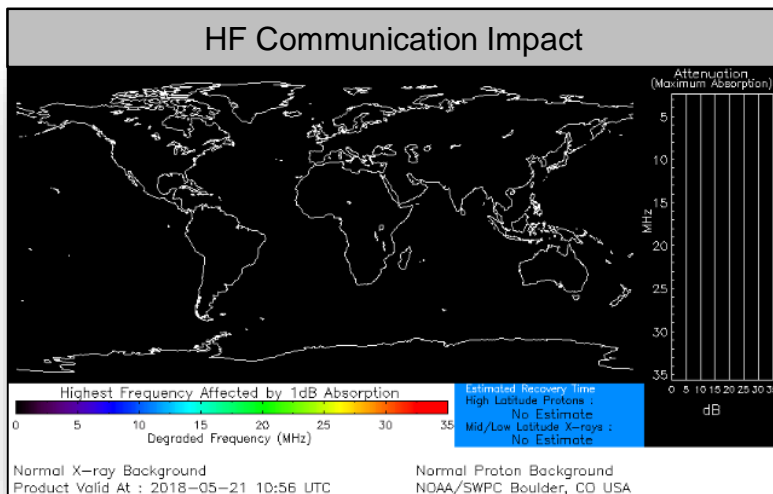 HF Communication Impact
Attenuation
(Maximum Absorption)
5
10
15
20
25
30
35
MHz
0 5 10 15 20 25 30 35
dB
Highest Frequency Affected by 1dB Absorption
0 5 10 15 20 25 30 35
Degraded Frequency (MHz)
Estimated Recovery Time
High Latitude Protons :
No Estimate
Mid/Low Latitude X-rays :
No Estimate
Normal X-ray Background
Normal Proton Background
Product Valid At : 2018-05-21 10:56 UTC
NOAA/SWPC Boulder, CO USA